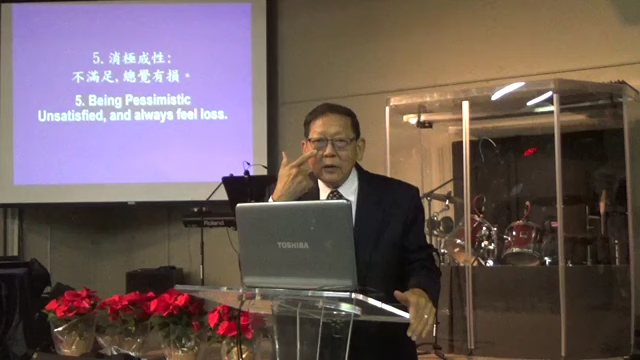 5. 消極成性:
不滿足, 總覺有損。
5. Being Pessimistic
Unsatisfied, and always feel loss.
Roland
TOSHIBA